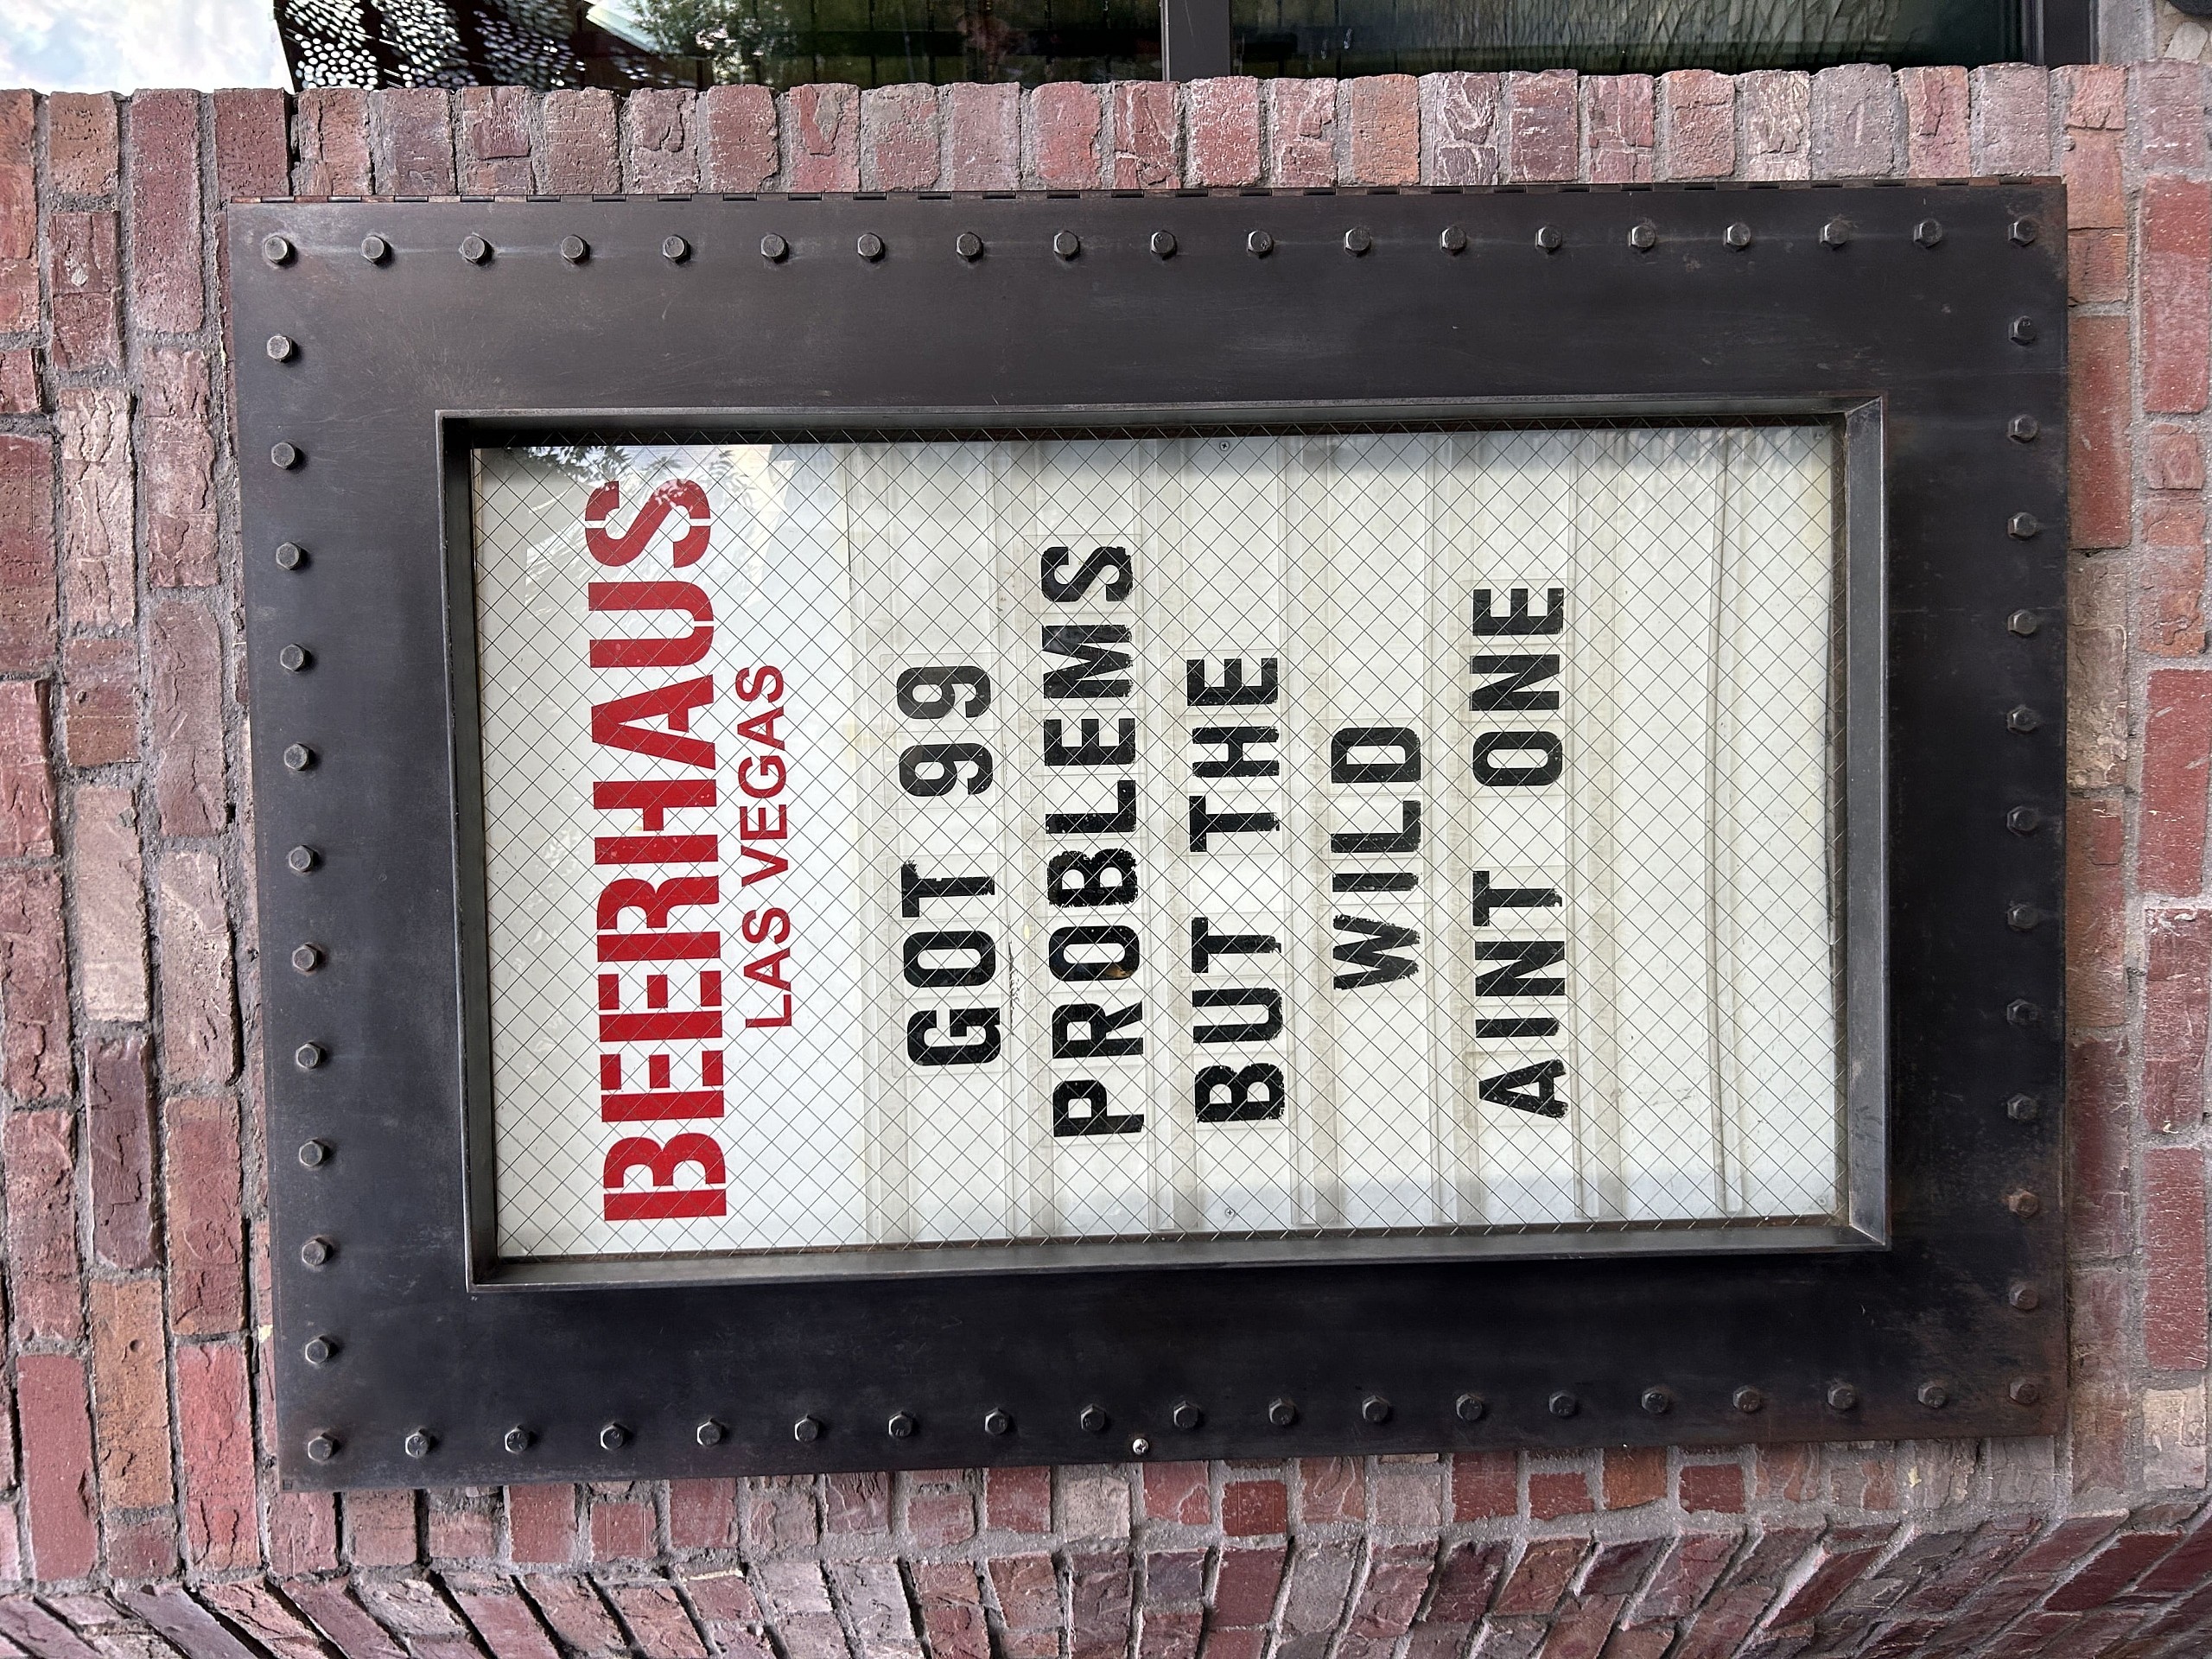 BEERHAUS
LAS VEGAS
GOT 99
PROBLEMS
BUT THE
WILD
AINT ONE